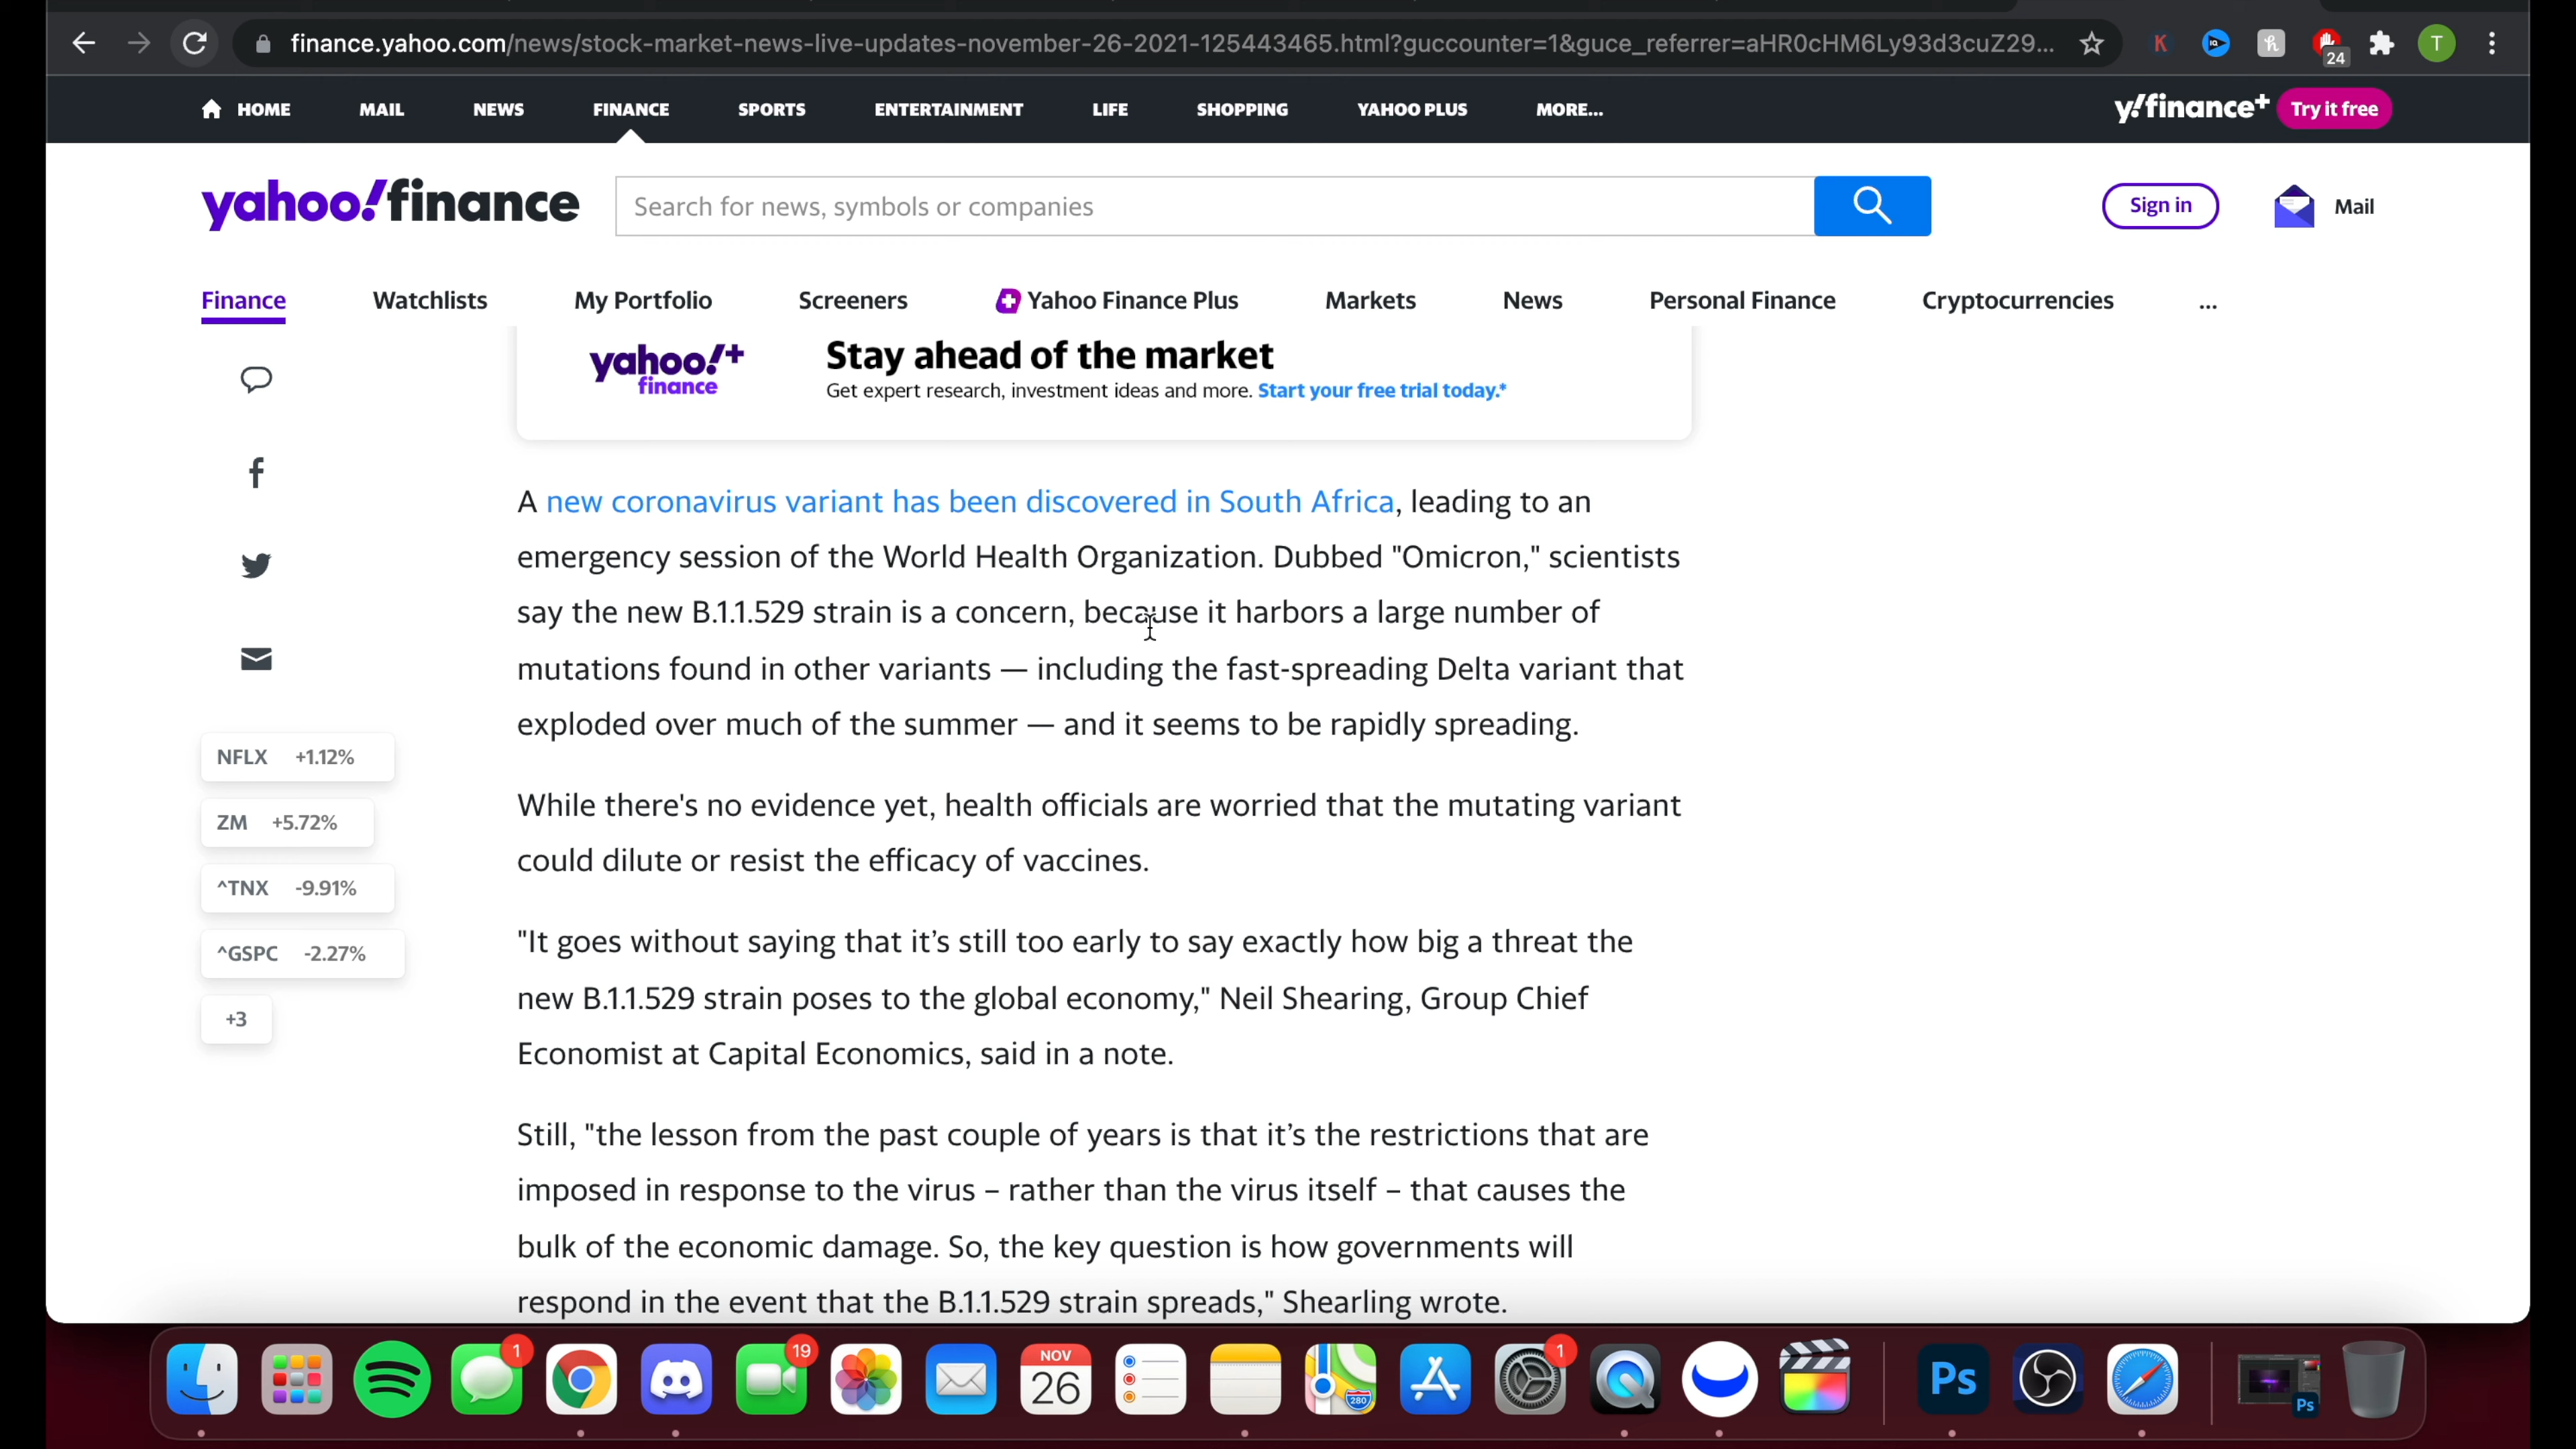 finance.yahoo.com/news/stock-market-news-live-updates-november-26-2021-125443465.html?guccounter=1&guce_referrer=aHR0cHM6Ly93d3cuZ29...
K
IQ
h
24
T
HOME MAIL NEWS FINANCE SPORTS ENTERTAINMENT LIFE SHOPPING YAHOO PLUS MORE...
y!finance+ Try it free
yahoo!finance
Search for news, symbols or companies
Sign in
Mail
Finance Watchlists My Portfolio Screeners Yahoo Finance Plus Markets News Personal Finance Cryptocurrencies ...
yahoo!+
finance
Stay ahead of the market
Get expert research, investment ideas and more. Start your free trial today.*
A new coronavirus variant has been discovered in South Africa, leading to an
emergency session of the World Health Organization. Dubbed "Omicron," scientists
say the new B.1.1.529 strain is a concern, because it harbors a large number of
mutations found in other variants — including the fast-spreading Delta variant that
exploded over much of the summer — and it seems to be rapidly spreading.
While there's no evidence yet, health officials are worried that the mutating variant
could dilute or resist the efficacy of vaccines.
"It goes without saying that it’s still too early to say exactly how big a threat the
new B.1.1.529 strain poses to the global economy," Neil Shearing, Group Chief
Economist at Capital Economics, said in a note.
Still, "the lesson from the past couple of years is that it’s the restrictions that are
imposed in response to the virus – rather than the virus itself – that causes the
bulk of the economic damage. So, the key question is how governments will
respond in the event that the B.1.1.529 strain spreads," Shearling wrote.
NFLX +1.12%
ZM +5.72%
^TNX -9.91%
^GSPC -2.27%
+3
1
19
NOV
26
280
1
Ps
Ps